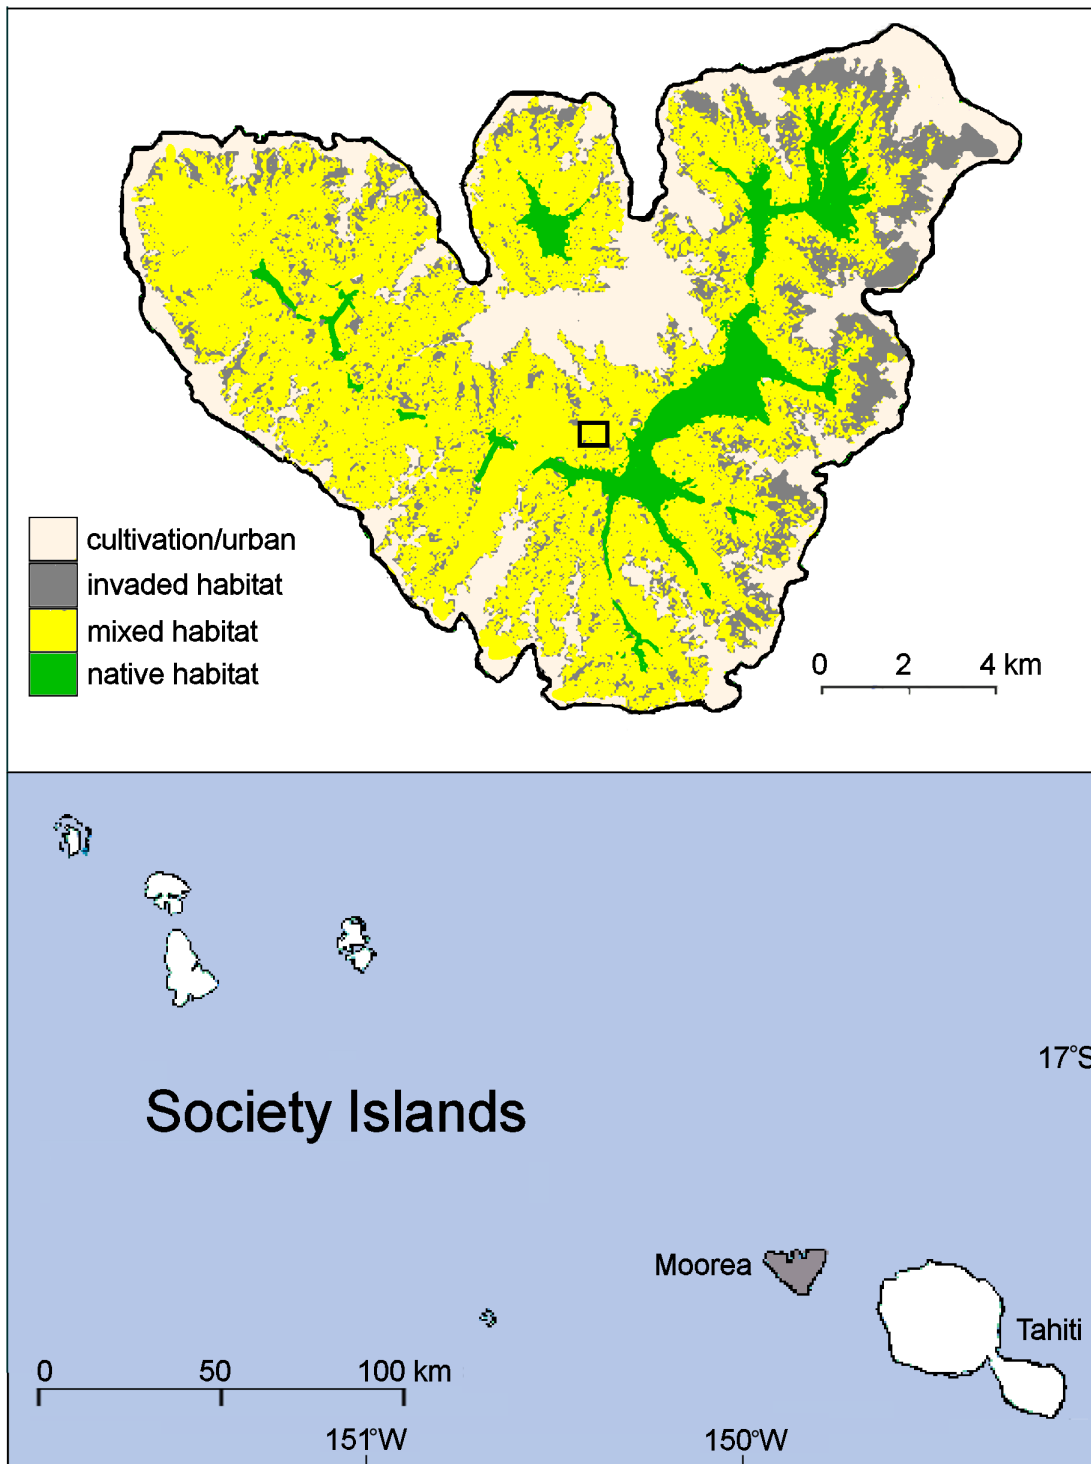 cultivation/urban
invaded habitat
mixed habitat
native habitat
0 2 4 km
17°S
Society Islands
Moorea
Tahiti
0 50 100 km
151°W 150°W